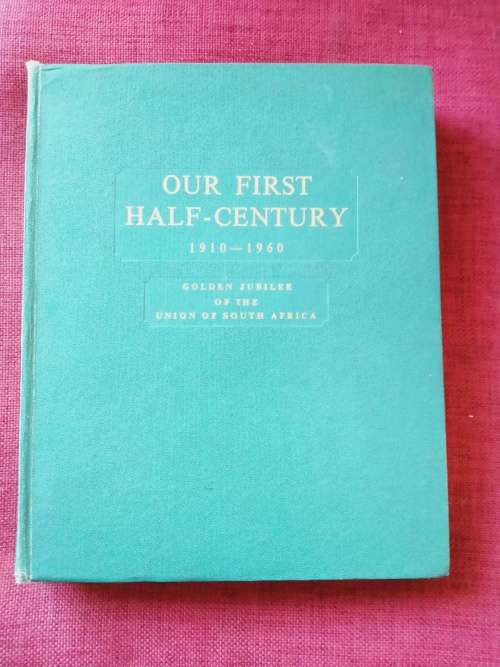 OUR FIRST
HALF-CENTURY
1910—1960
GOLDEN JUBILEE
OF THE
UNION OF SOUTH AFRICA